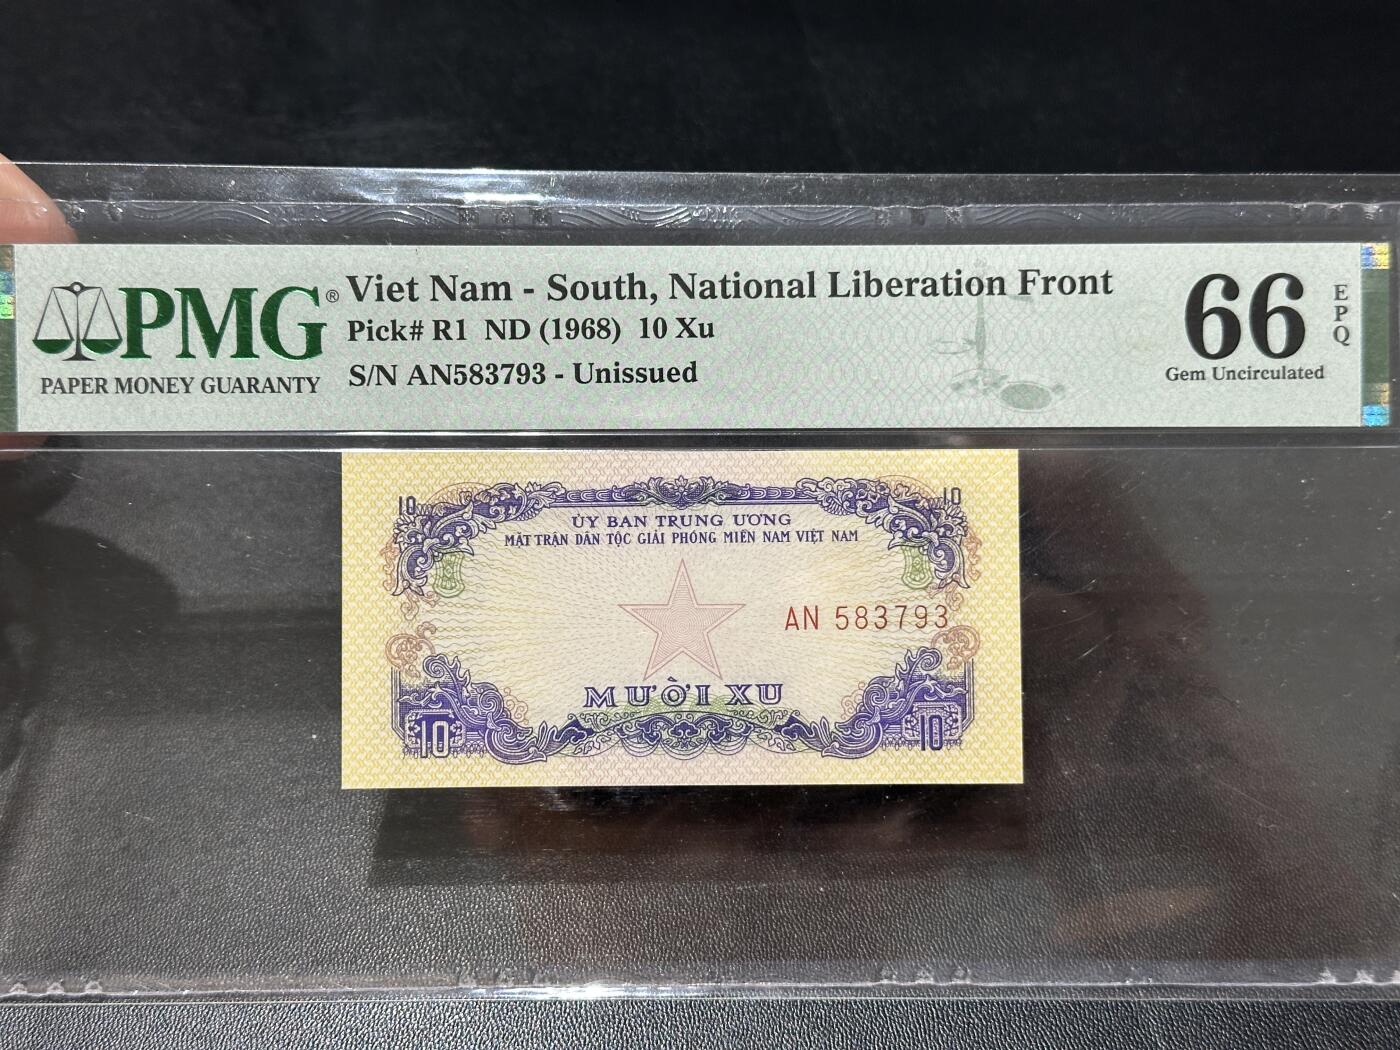 PMG®
PAPER MONEY GUARANTY
Viet Nam - South, National Liberation Front
Pick# R1 ND (1968) 10 Xu
S/N AN583793 - Unissued
66
EPQ
Gem Uncirculated
10 10
ỦY BAN TRUNG ƯƠNG
MẶT TRẬN DÂN TỘC GIẢI PHÓNG MIỀN NAM VIỆT NAM
AN 583793
MƯỜI XU
10 10